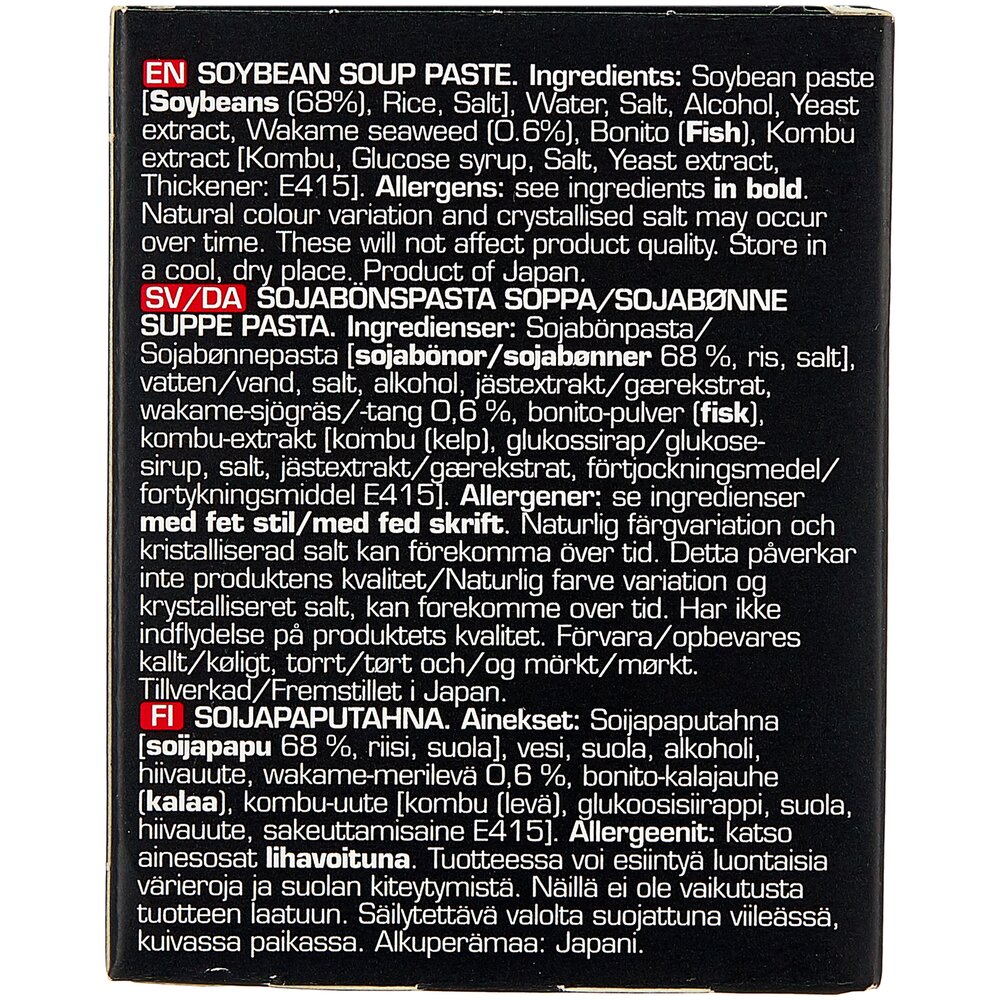 EN SOYBEAN SOUP PASTE. Ingredients: Soybean paste
[Soybeans (68%), Rice, Salt], Water, Salt, Alcohol, Yeast
extract, Wakame seaweed (0.6%), Bonito (Fish), Kombu
extract [Kombu, Glucose syrup, Salt, Yeast extract,
Thickener: E415]. Allergens: see ingredients in bold.
Natural colour variation and crystallised salt may occur
over time. These will not affect product quality. Store in
a cool, dry place. Product of Japan.
SV/DA SOJABÖNSPASTA SOPPA/SOJABØNNE
SUPPE PASTA. Ingredienser: Sojabönpasta/
Sojabønnepasta [sojabönor/sojabønner 68 %, ris, salt],
vatten/vand, salt, alkohol, jästextrakt/gærekstrat,
wakame-sjögräs/-tang 0,6 %, bonito-pulver (fisk),
kombu-extrakt [kombu (kelp), glukossirap/glukose-
sirup, salt, jästextrakt/gærekstrat, förtjockningsmedel/
fortykningsmiddel E415]. Allergener: se ingredienser
med fet stil/med fed skrift. Naturlig färgvariation och
kristalliserad salt kan förekomma över tid. Detta påverkar
inte produktens kvalitet/Naturlig farve variation og
krystalliseret salt, kan forekomme over tid. Har ikke
indflydelse på produktets kvalitet. Förvara/opbevares
kallt/køligt, torrt/tørt och/og mörkt/mørkt.
Tillverkad/Fremstillet i Japan.
FI SOIJAPAPUTAHNA. Ainekset: Soijapaputahna
[soijapapu 68 %, riisi, suola], vesi, suola, alkoholi,
hiivauute, wakame-merilevä 0,6 %, bonito-kalajauhe
(kalaa), kombu-uute [kombu (levä), glukoosisiirappi, suola,
hiivauute, sakeuttamisaine E415]. Allergeenit: katso
ainesosat lihavoituna. Tuotteessa voi esiintyä luontaisia
värieroja ja suolan kiteytymistä. Näillä ei ole vaikutusta
tuotteen laatuun. Säilytettävä valolta suojattuna viileässä,
kuivassa paikassa. Alkuperämaa: Japani.